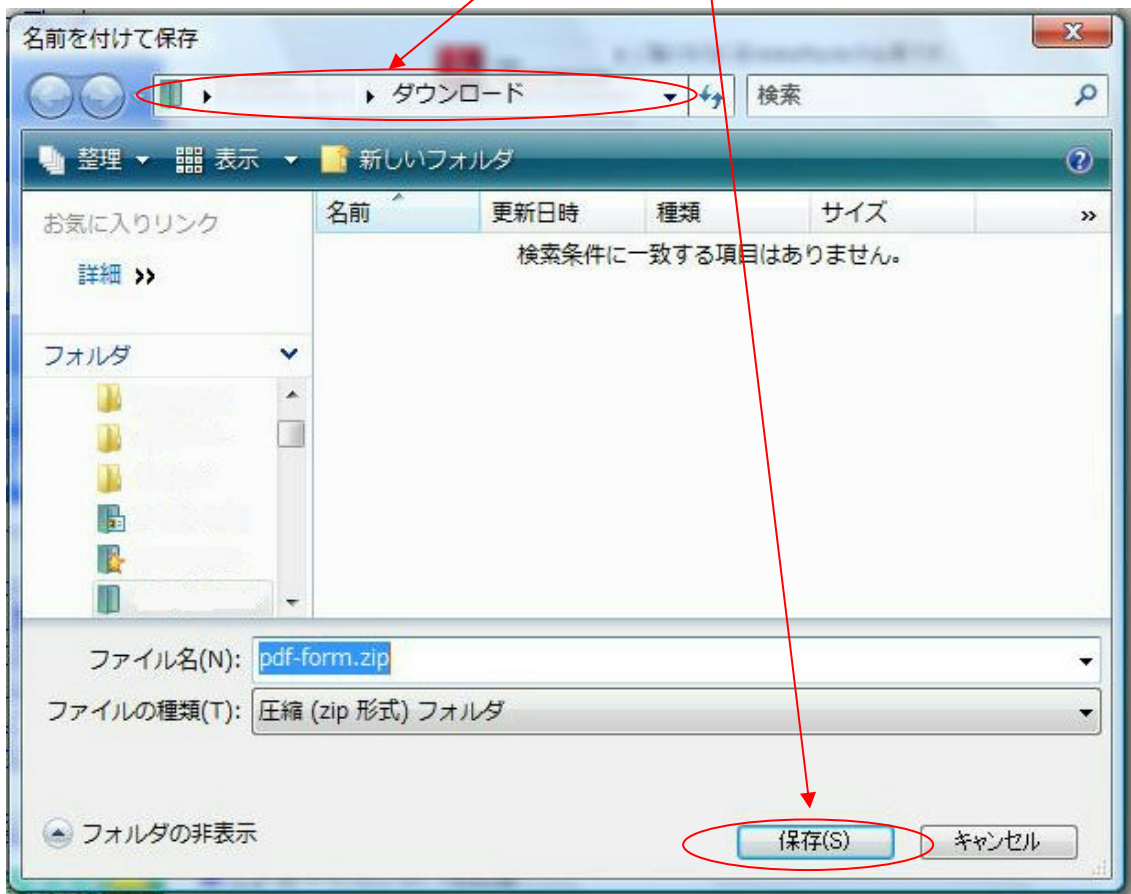 名前を付けて保存
ダウンロード
検索
整理 表示 新しいフォルダ
お気に入りリンク
詳細 »
名前 更新日時 種類 サイズ »
検索条件に一致する項目はありません。
フォルダ
ファイル名(N): pdf-form.zip
ファイルの種類(T): 圧縮 (zip 形式) フォルダ
フォルダの非表示
保存(S) キャンセル